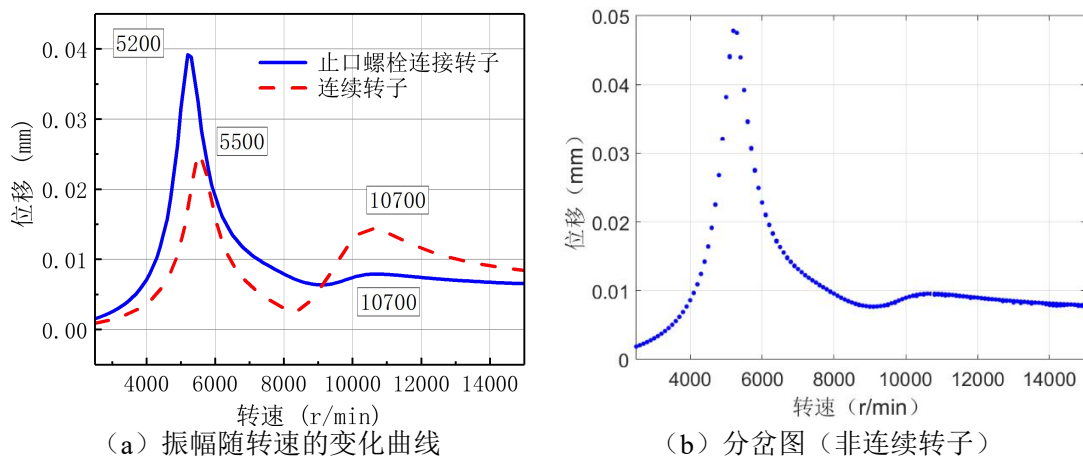 0.04
0.03
0.02
0.01
0.00
位移 (mm)
5200
5500
10700
10700
止口螺栓连接转子
连续转子
4000 6000 8000 10000 12000 14000
转速 (r/min)
(a) 振幅随转速的变化曲线
0.05
0.04
0.03
0.02
0.01
0
位移 (mm)
4000 6000 8000 10000 12000 14000
转速 (r/min)
(b) 分岔图 (非连续转子)